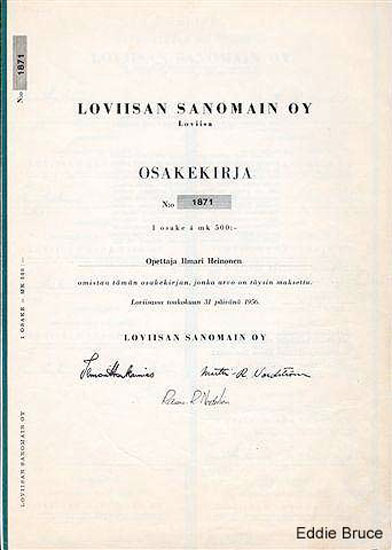 N:o 1871
LOVIISAN SANOMAIN OY
Loviisa
OSAKEKIRJA
N:o 1871
1 osake á mk 500:-
Opettaja Ilmari Heinonen
omistaa tämän osakekirjan, jonka arvo on täysin maksettu.
Loviisassa toukokuun 31 päivänä 1956.
LOVIISAN SANOMAIN OY
LOVIISAN SANOMAIN OY 1 OSAKE – MK 500:–
Eddie Bruce